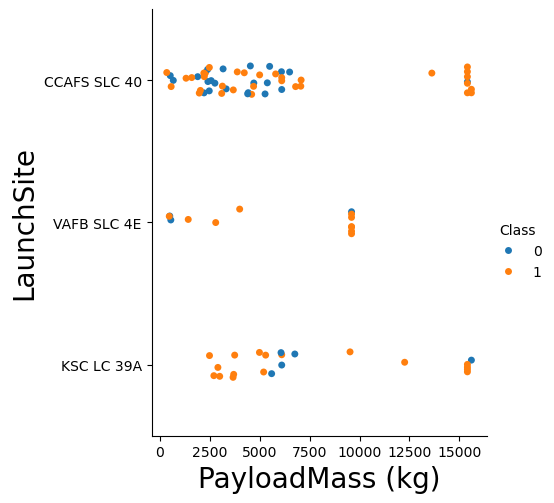 LaunchSite
CCAFS SLC 40
VAFB SLC 4E
KSC LC 39A
Class
0
1
0 2500 5000 7500 10000 12500 15000
PayloadMass (kg)